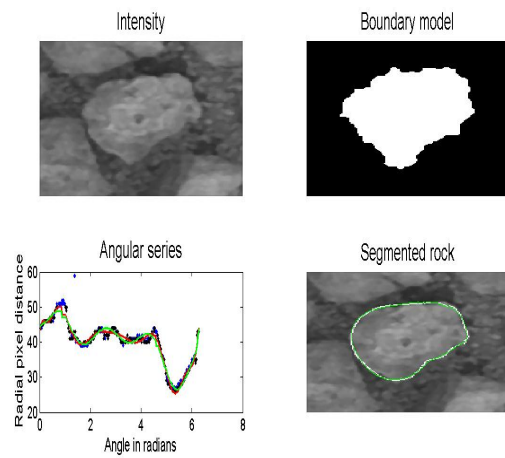 Intensity
Boundary model
Angular series
Segmented rock
Radial pixel distance
60
50
40
30
20
0
2
4
6
8
Angle in radians